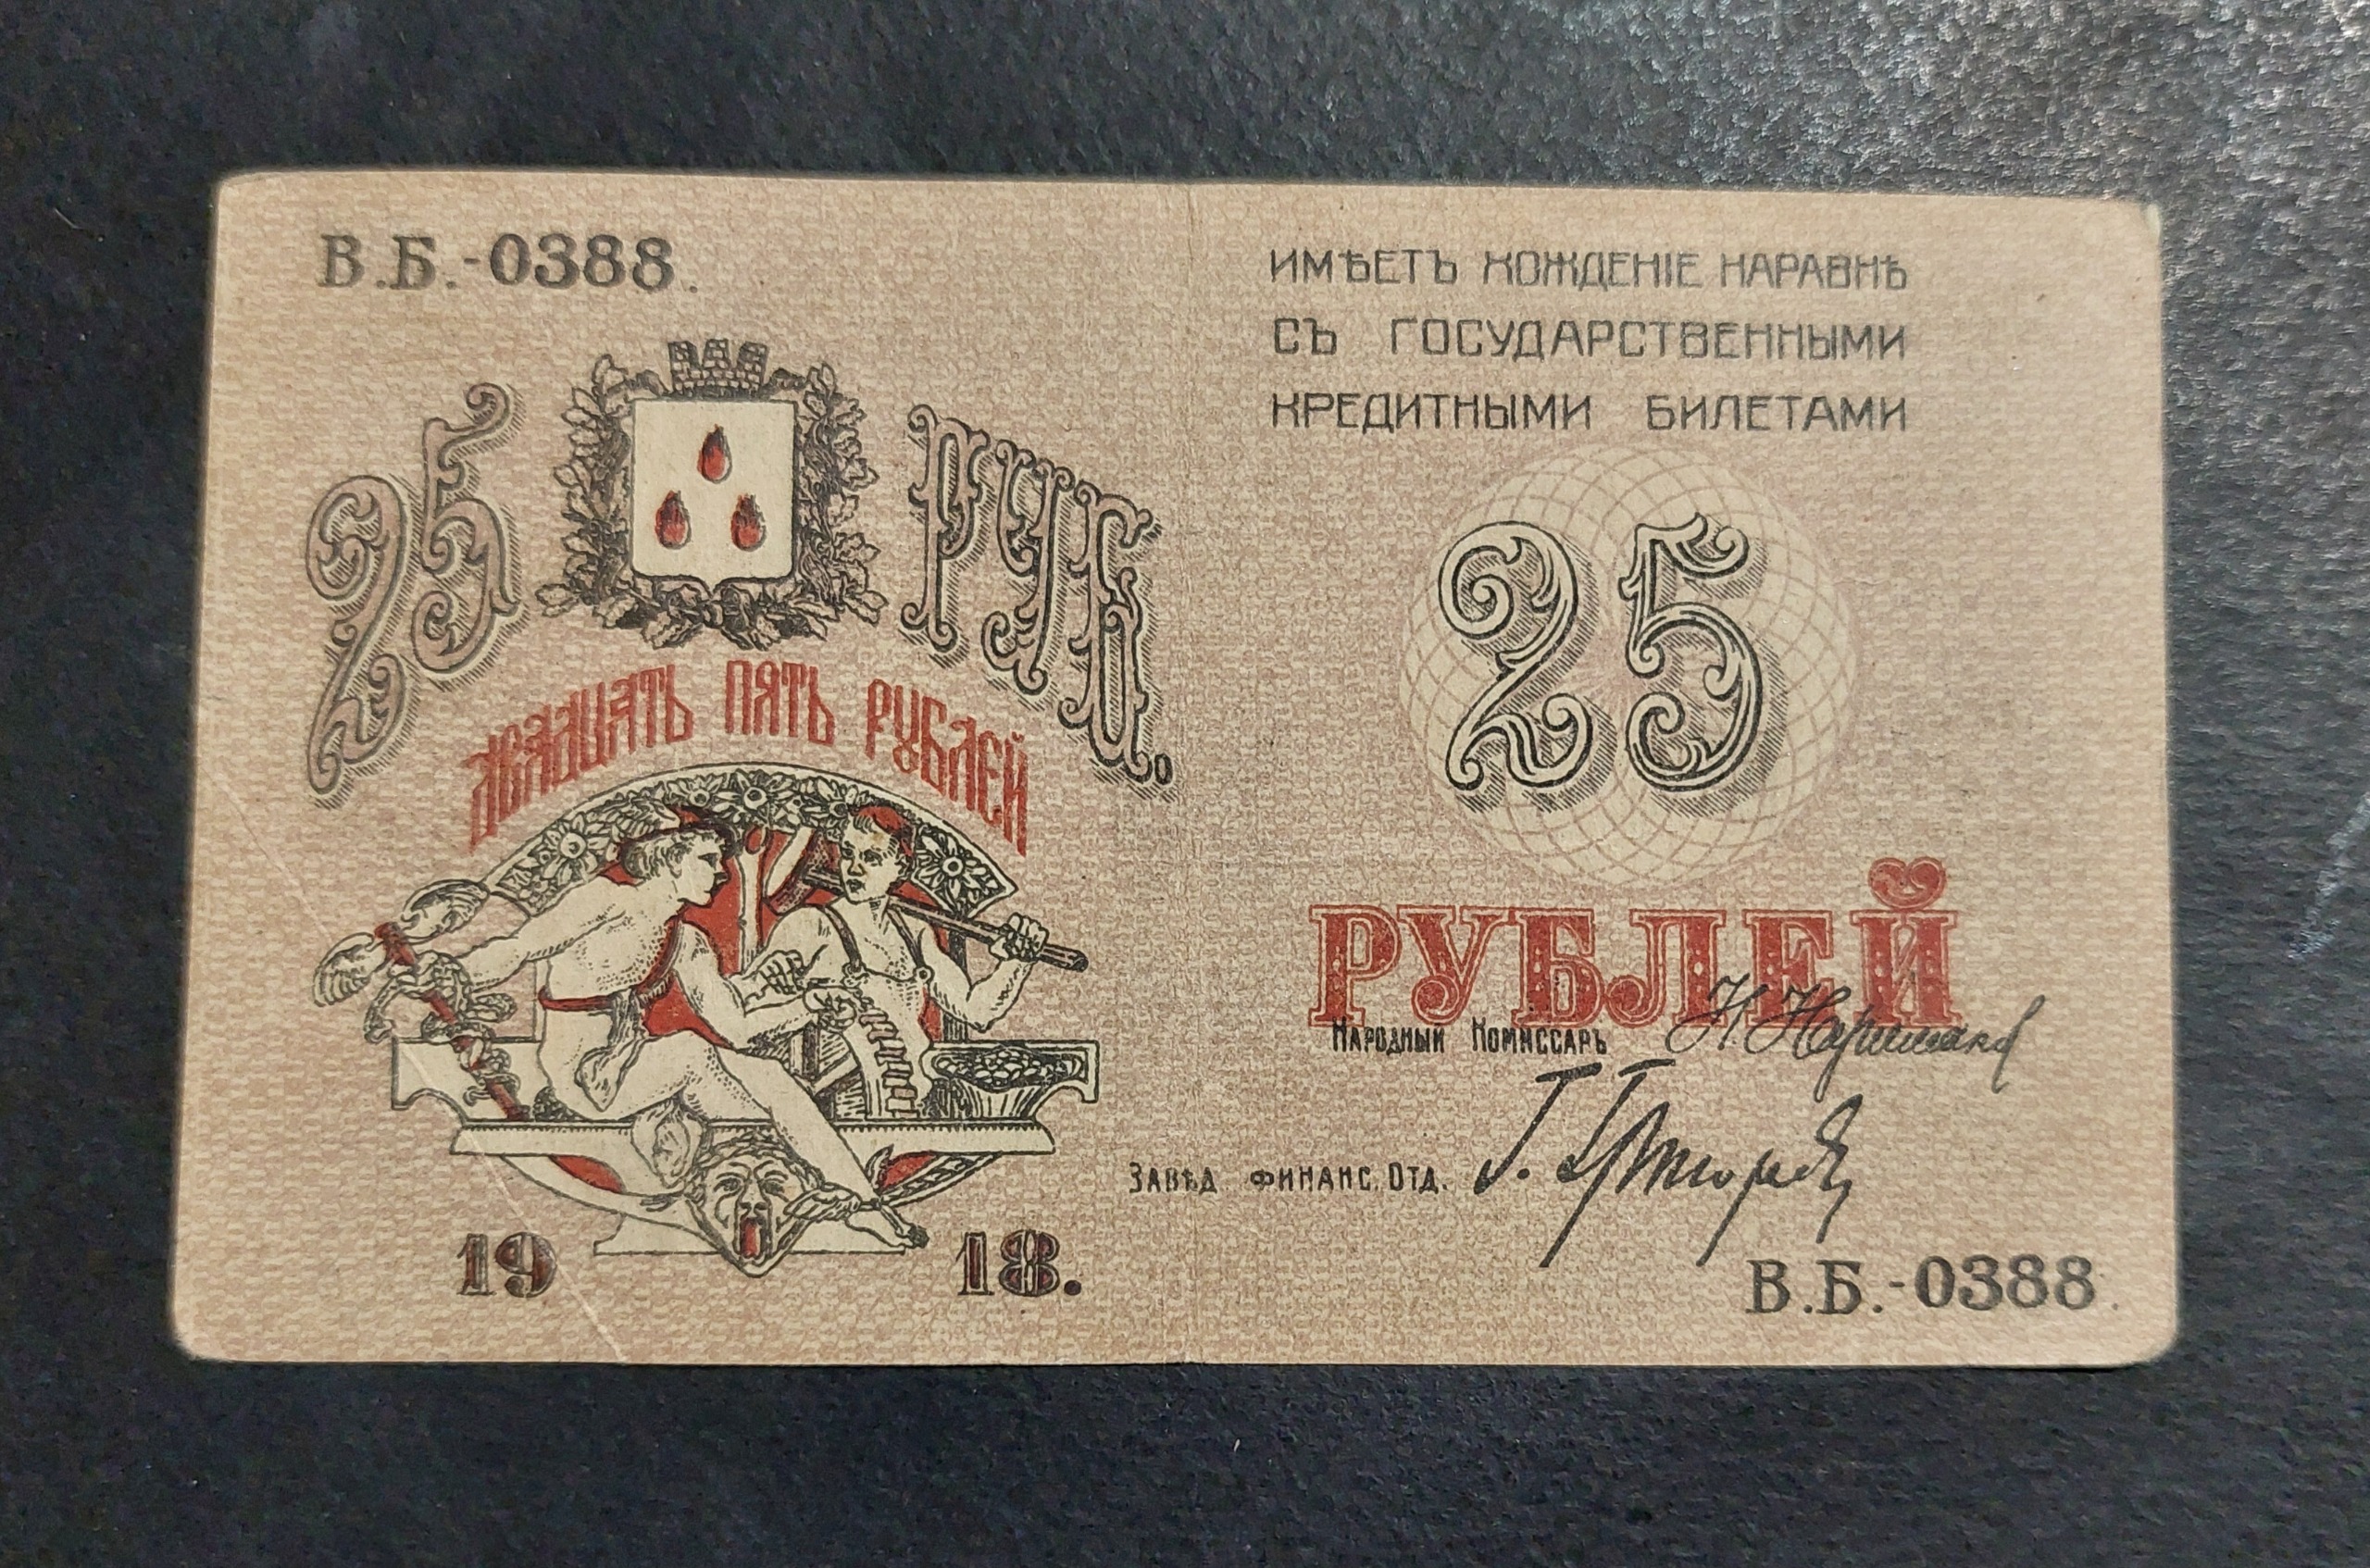 В.Б.-0388.
25 РУБ.
ДВАДЦАТЬ ПЯТЬ РУБЛЕЙ
19 18.
ИМѢЕТЪ ХОЖДЕНІЕ НАРАВНѢ
СЪ ГОСУДАРСТВЕННЫМИ
КРЕДИТНЫМИ БИЛЕТАМИ
25
РУБЛЕЙ
НАРОДНЫЙ КОМИССАРЪ Н Нариманов
ЗАВѢД ФИНАНС. ОТД.
В.Б.-0388.